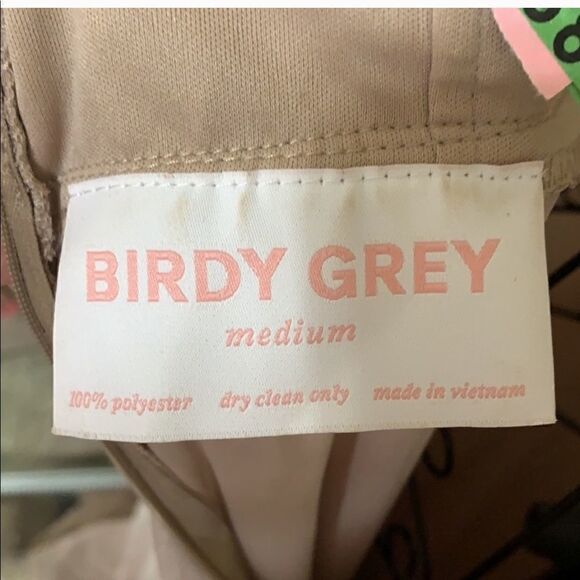 BIRDY GREY
medium
100% polyester dry clean only made in vietnam